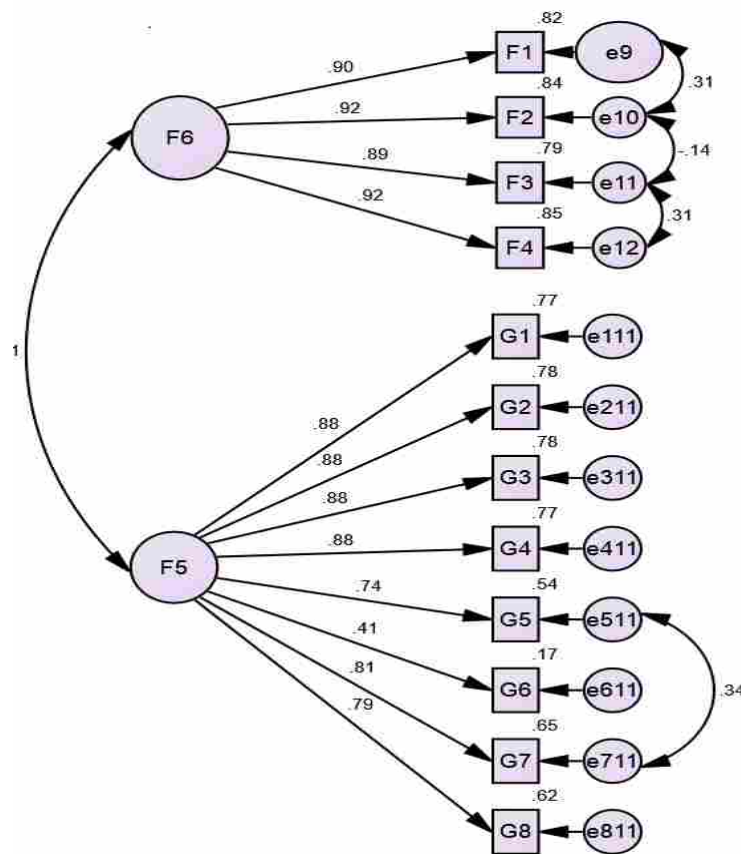 .82
F1
e9
.90
.31
.84
F2
e10
.92
F6
-.14
.79
F3
e11
.89
.31
.92
.85
F4
e12
.77
G1
e111
.78
G2
e211
1
.88
.78
.88
G3
e311
.88
.77
.88
G4
e411
F5
.74
.54
G5
e511
.41
.17
G6
e611
.34
.81
.79
.65
G7
e711
.62
G8
e811